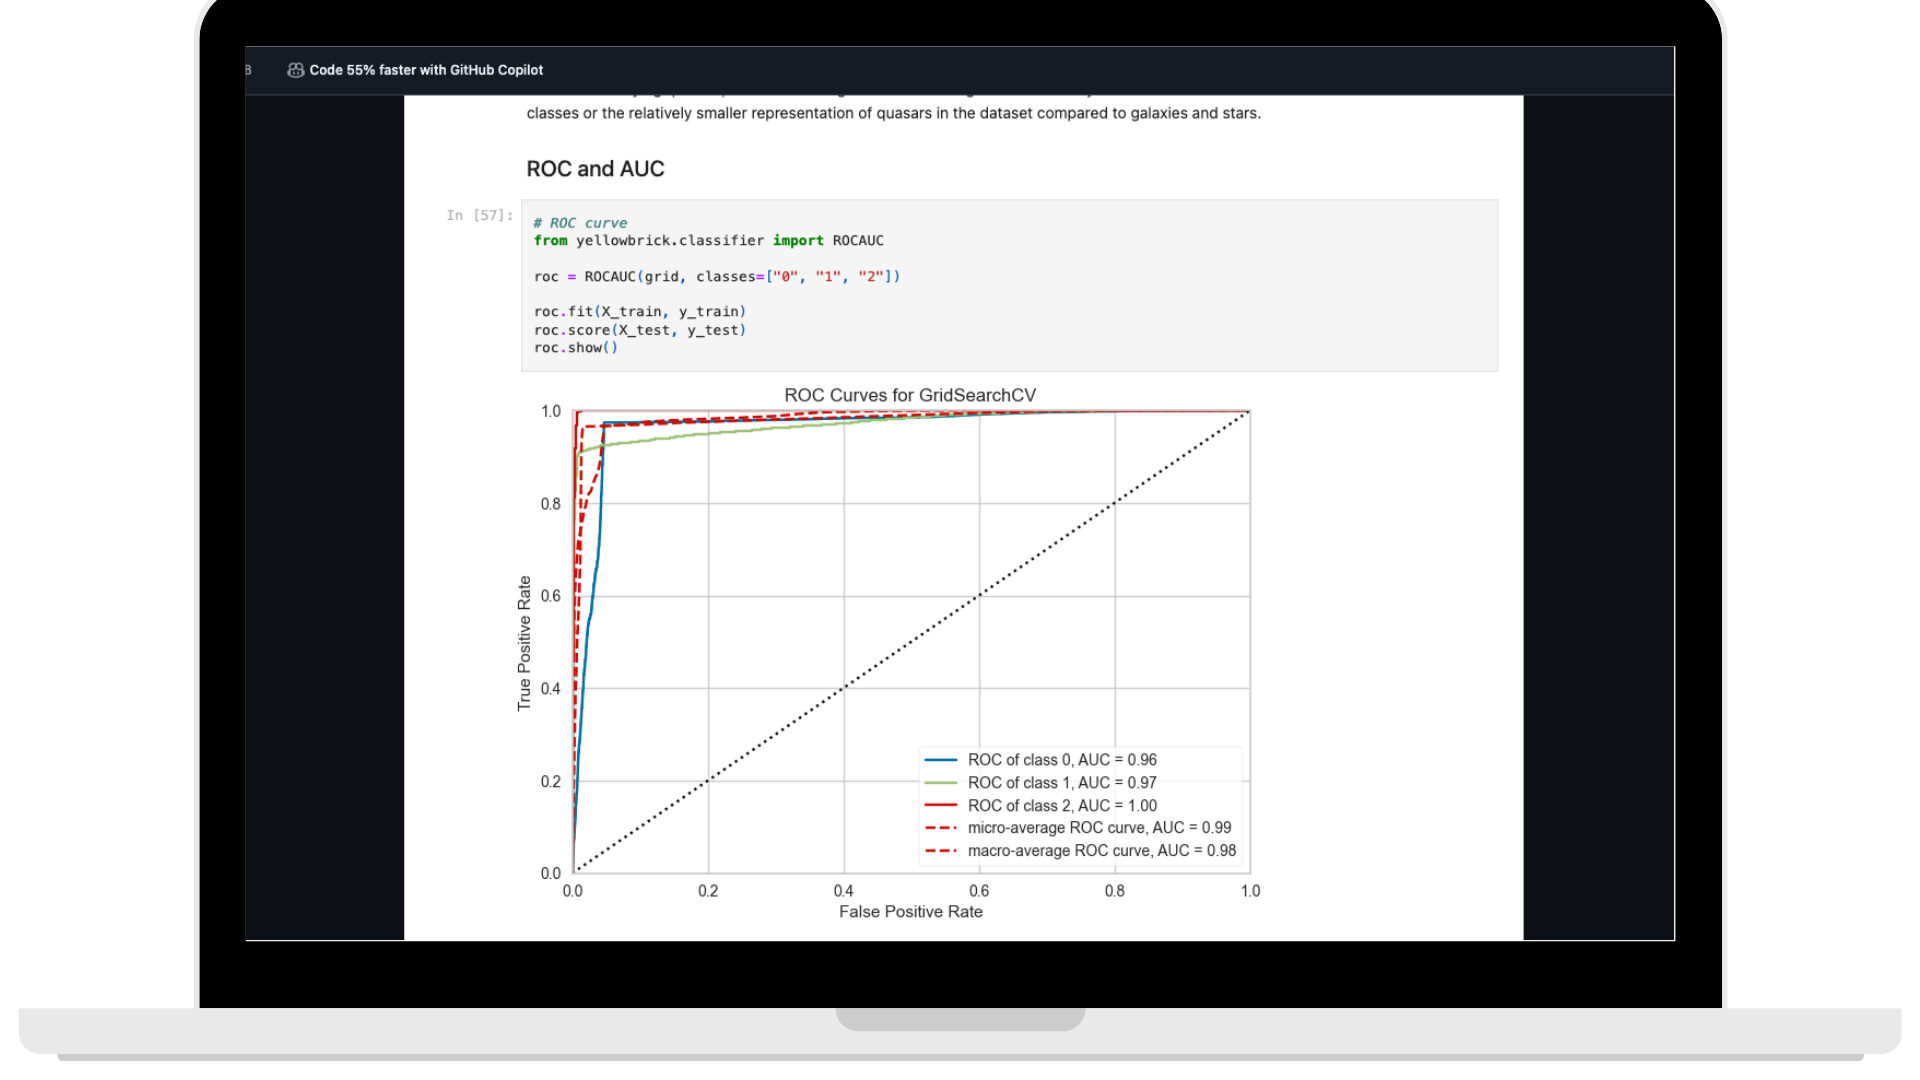 8
Code 55% faster with GitHub Copilot
classes or the relatively smaller representation of quasars in the dataset compared to galaxies and stars.
ROC and AUC
In [57]:
# ROC curve
from yellowbrick.classifier import ROCAUC
roc = ROCAUC(grid, classes=["0", "1", "2"])
roc.fit(X_train, y_train)
roc.score(X_test, y_test)
roc.show()
ROC Curves for GridSearchCV
1.0
0.8
0.6
0.4
0.2
0.0
True Positive Rate
ROC of class 0, AUC = 0.96
ROC of class 1, AUC = 0.97
ROC of class 2, AUC = 1.00
micro-average ROC curve, AUC = 0.99
macro-average ROC curve, AUC = 0.98
0.0 0.2 0.4 0.6 0.8 1.0
False Positive Rate